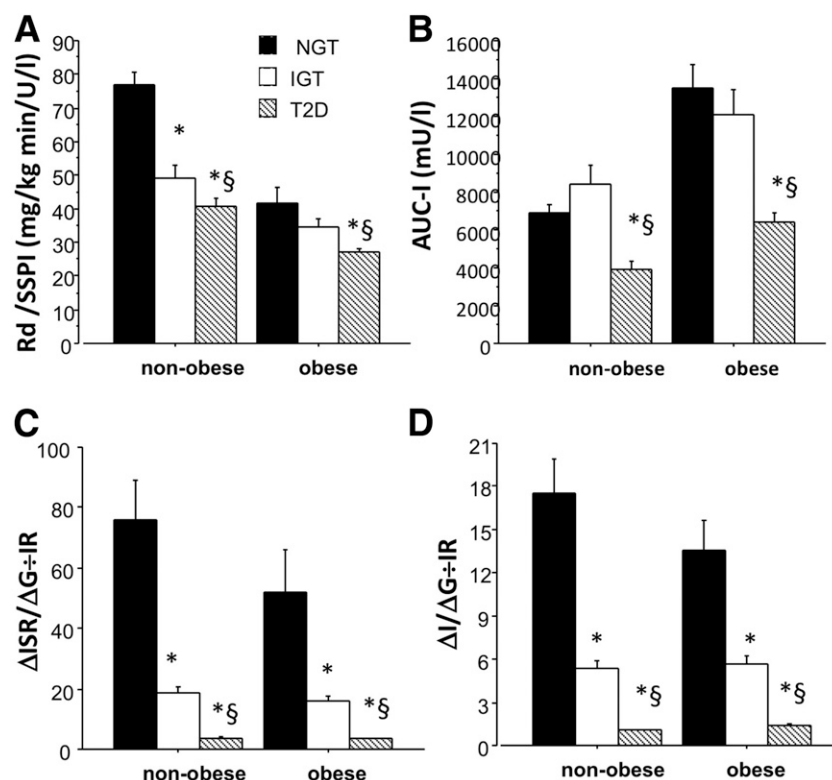 A
Rd /SSPI (mg/kg min/U/l)
90
80
70
60
50
40
30
20
10
0
NGT
IGT
T2D
*
*§
*§
non-obese
obese
B
AUC-I (mU/l)
16000
14000
12000
10000
8000
6000
4000
2000
0
*§
*§
non-obese
obese
C
ΔISR/ΔG÷IR
100
80
60
40
20
0
*
*§
*
*§
non-obese
obese
D
ΔI/ΔG÷IR
21
18
15
12
9
6
3
0
*
*§
*
*§
non-obese
obese